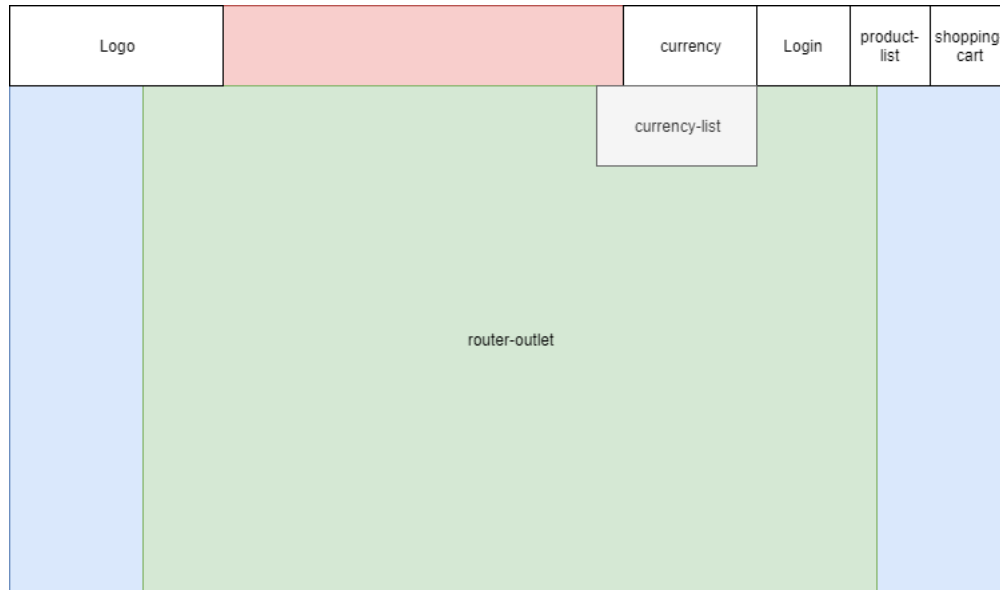 Logo
currency
Login
product-
list
shopping-
cart
currency-list
router-outlet